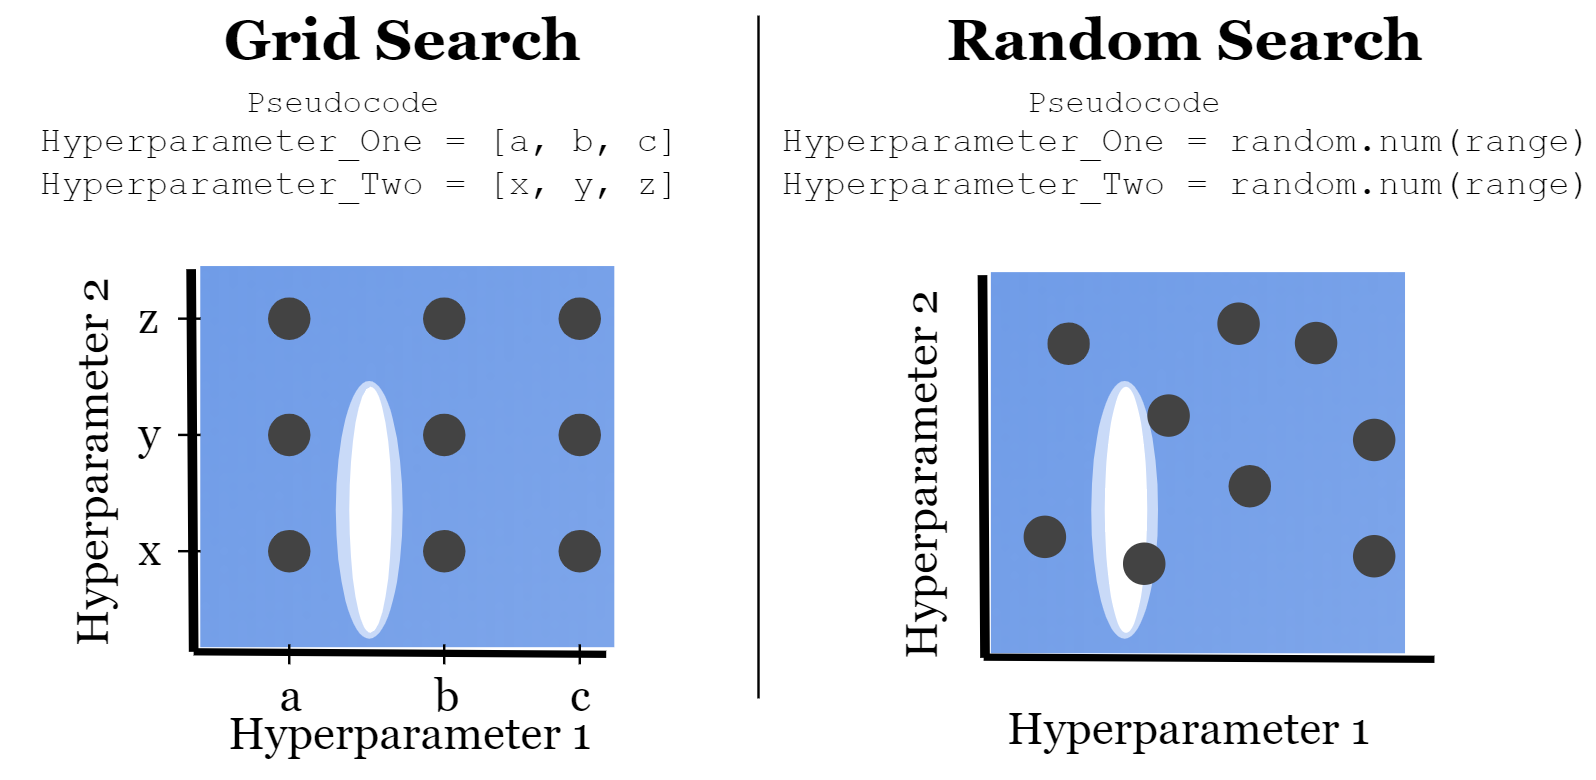 Grid Search
Pseudocode
Hyperparameter_One = [a, b, c]
Hyperparameter_Two = [x, y, z]
Hyperparameter 2
z
y
x
a b c
Hyperparameter 1
Random Search
Pseudocode
Hyperparameter_One = random.num(range)
Hyperparameter_Two = random.num(range)
Hyperparameter 2
Hyperparameter 1